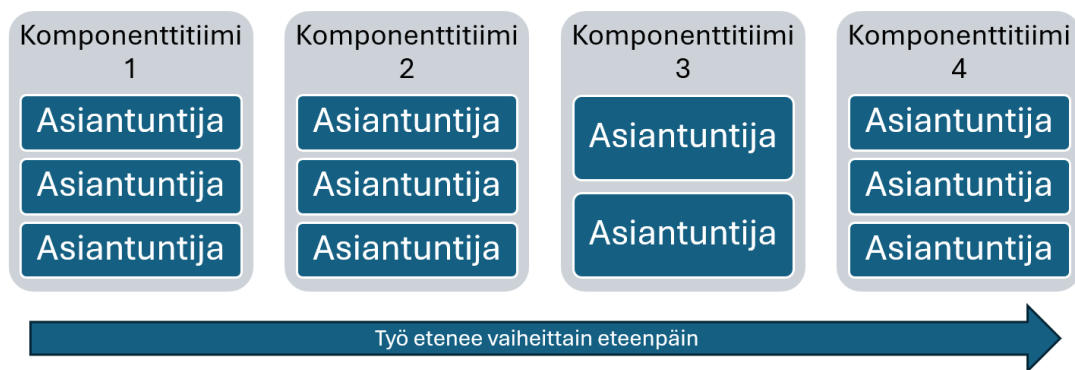 Komponenttitiimi
1
Asiantuntija
Asiantuntija
Asiantuntija
Komponenttitiimi
2
Asiantuntija
Asiantuntija
Asiantuntija
Komponenttitiimi
3
Asiantuntija
Asiantuntija
Komponenttitiimi
4
Asiantuntija
Asiantuntija
Asiantuntija
Työ etenee vaiheittain eteenpäin